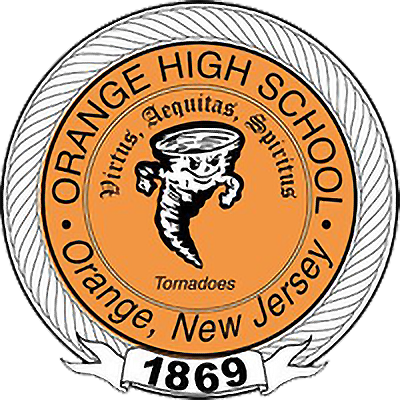 • ORANGE HIGH SCHOOL •
Virtus, Aequitas, Spiritus
Tornadoes
Orange, New Jersey
1869